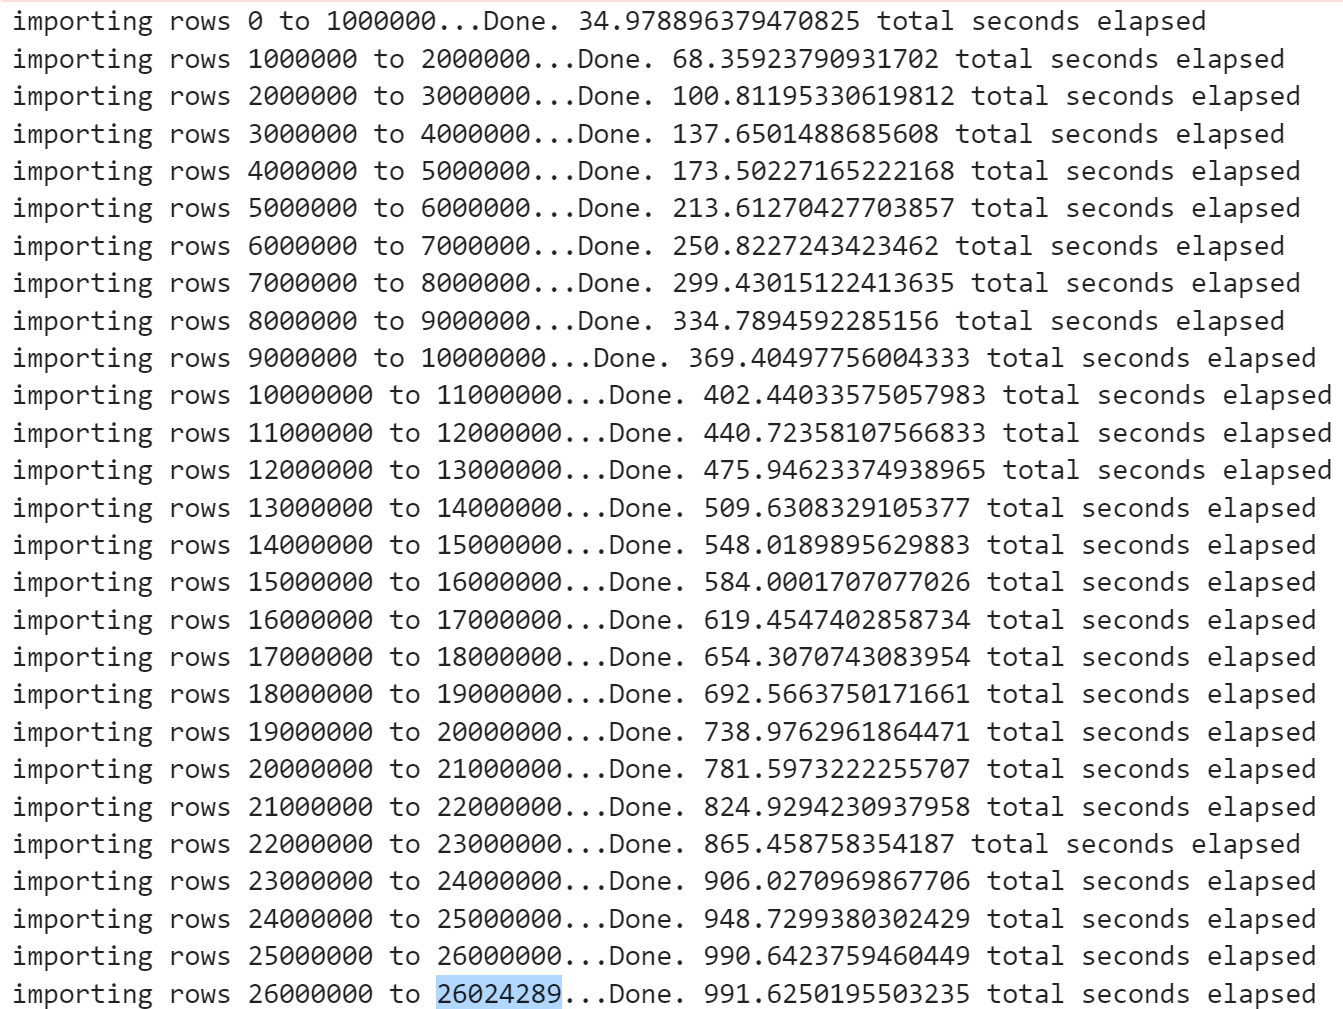 importing rows 0 to 1000000...Done. 34.978896379470825 total seconds elapsed
importing rows 1000000 to 2000000...Done. 68.35923790931702 total seconds elapsed
importing rows 2000000 to 3000000...Done. 100.81195330619812 total seconds elapsed
importing rows 3000000 to 4000000...Done. 137.6501488685608 total seconds elapsed
importing rows 4000000 to 5000000...Done. 173.50227165222168 total seconds elapsed
importing rows 5000000 to 6000000...Done. 213.61270427703857 total seconds elapsed
importing rows 6000000 to 7000000...Done. 250.8227243423462 total seconds elapsed
importing rows 7000000 to 8000000...Done. 299.43015122413635 total seconds elapsed
importing rows 8000000 to 9000000...Done. 334.7894592285156 total seconds elapsed
importing rows 9000000 to 10000000...Done. 369.40497756004333 total seconds elapsed
importing rows 10000000 to 11000000...Done. 402.44033575057983 total seconds elapsed
importing rows 11000000 to 12000000...Done. 440.72358107566833 total seconds elapsed
importing rows 12000000 to 13000000...Done. 475.94623374938965 total seconds elapsed
importing rows 13000000 to 14000000...Done. 509.6308329105377 total seconds elapsed
importing rows 14000000 to 15000000...Done. 548.0189895629883 total seconds elapsed
importing rows 15000000 to 16000000...Done. 584.0001707077026 total seconds elapsed
importing rows 16000000 to 17000000...Done. 619.4547402858734 total seconds elapsed
importing rows 17000000 to 18000000...Done. 654.3070743083954 total seconds elapsed
importing rows 18000000 to 19000000...Done. 692.5663750171661 total seconds elapsed
importing rows 19000000 to 20000000...Done. 738.9762961864471 total seconds elapsed
importing rows 20000000 to 21000000...Done. 781.5973222255707 total seconds elapsed
importing rows 21000000 to 22000000...Done. 824.9294230937958 total seconds elapsed
importing rows 22000000 to 23000000...Done. 865.458758354187 total seconds elapsed
importing rows 23000000 to 24000000...Done. 906.0270969867706 total seconds elapsed
importing rows 24000000 to 25000000...Done. 948.7299380302429 total seconds elapsed
importing rows 25000000 to 26000000...Done. 990.6423759460449 total seconds elapsed
importing rows 26000000 to 26024289...Done. 991.6250195503235 total seconds elapsed